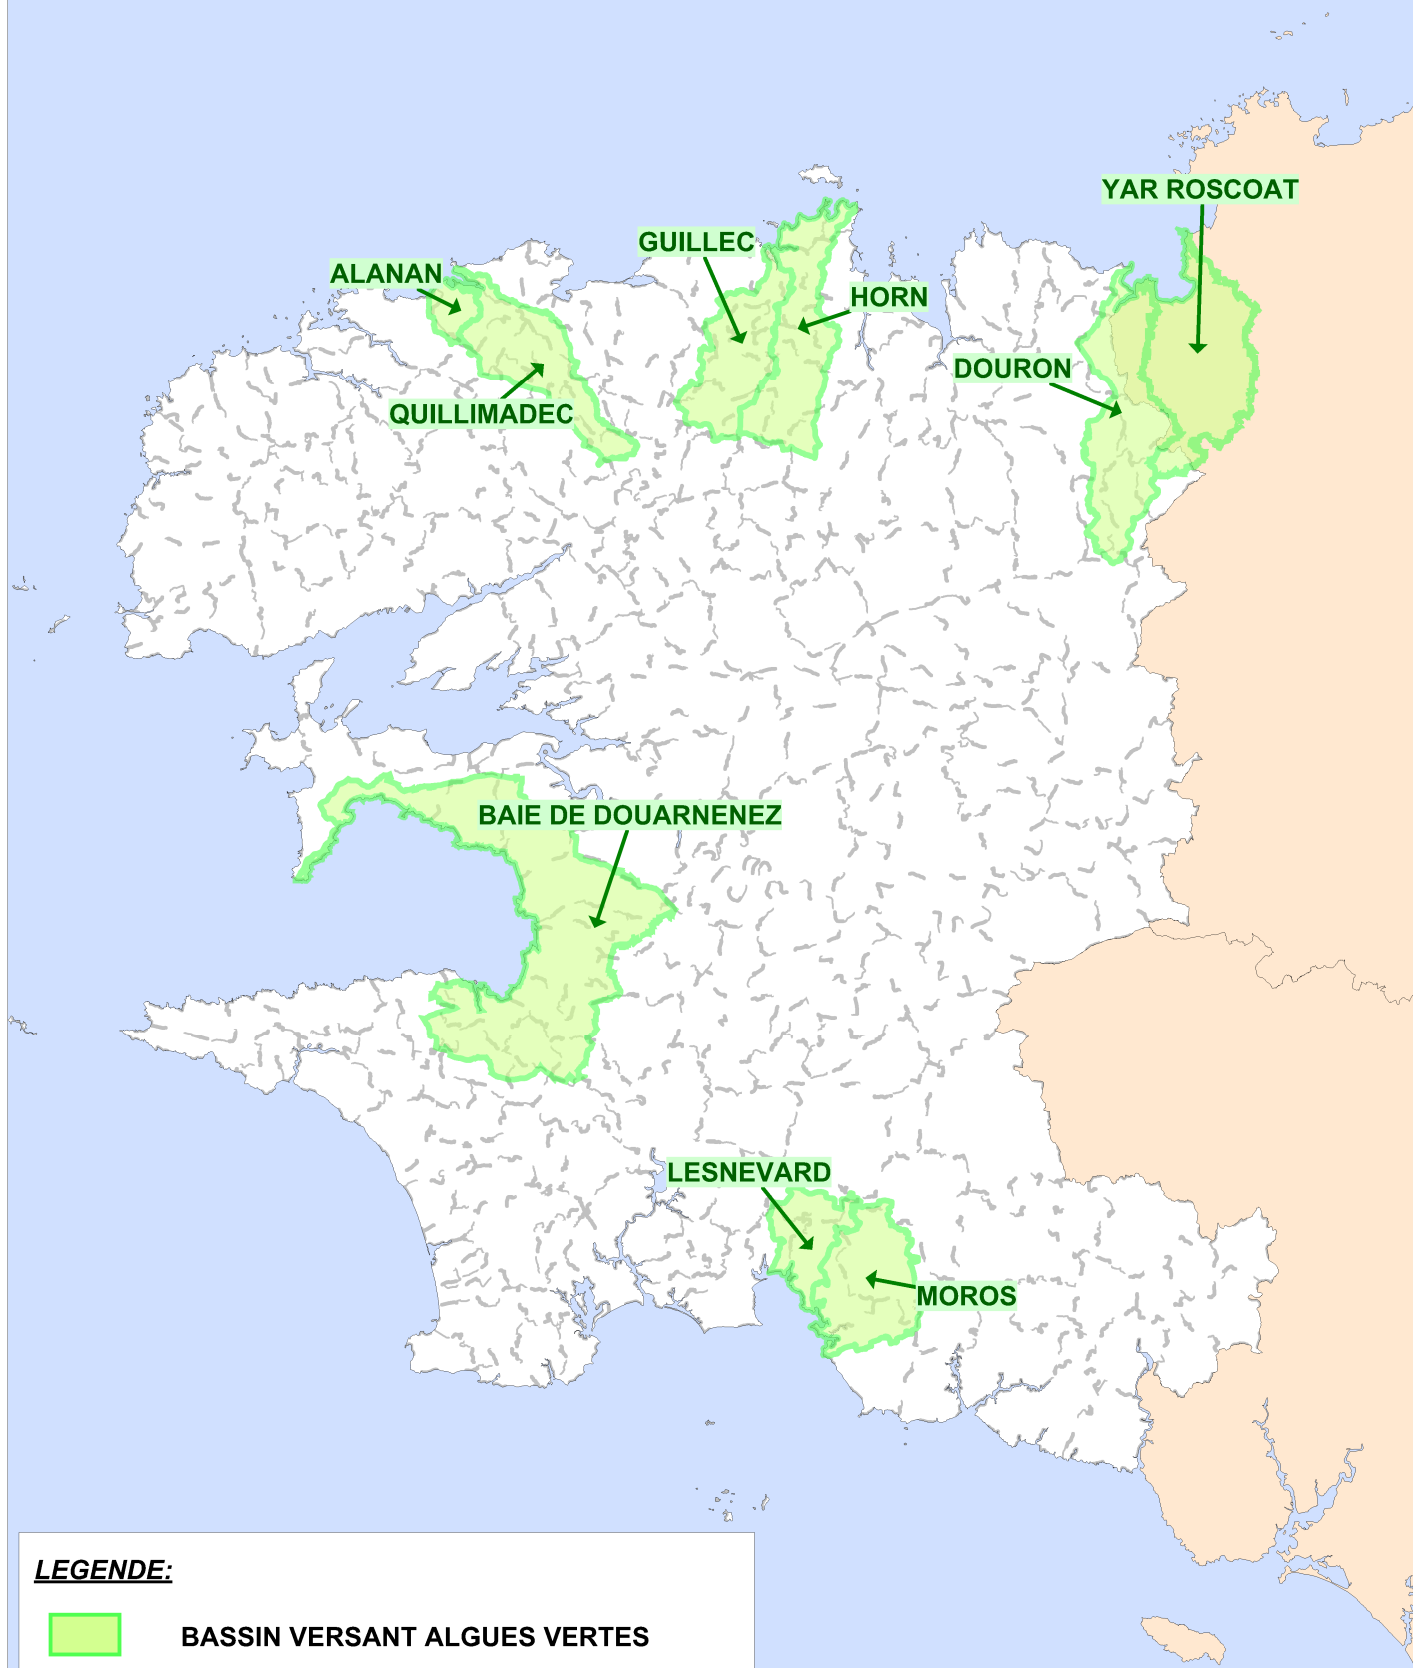 YAR ROSCOAT
GUILLEC
ALANAN
HORN
DOURON
QUILLIMADEC
BAIE DE DOUARNENEZ
LESNEVARD
MOROS
LEGENDE:
BASSIN VERSANT ALGUES VERTES